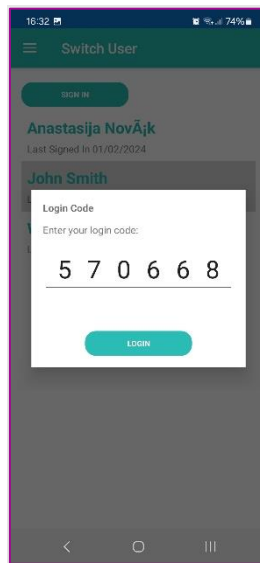 16:32 74%
Switch User
SIGN IN
Anastasija NovÃ¡k
Last Signed In 01/02/2024
John Smith
Login Code
Enter your login code:
5 7 0 6 6 8
LOGIN